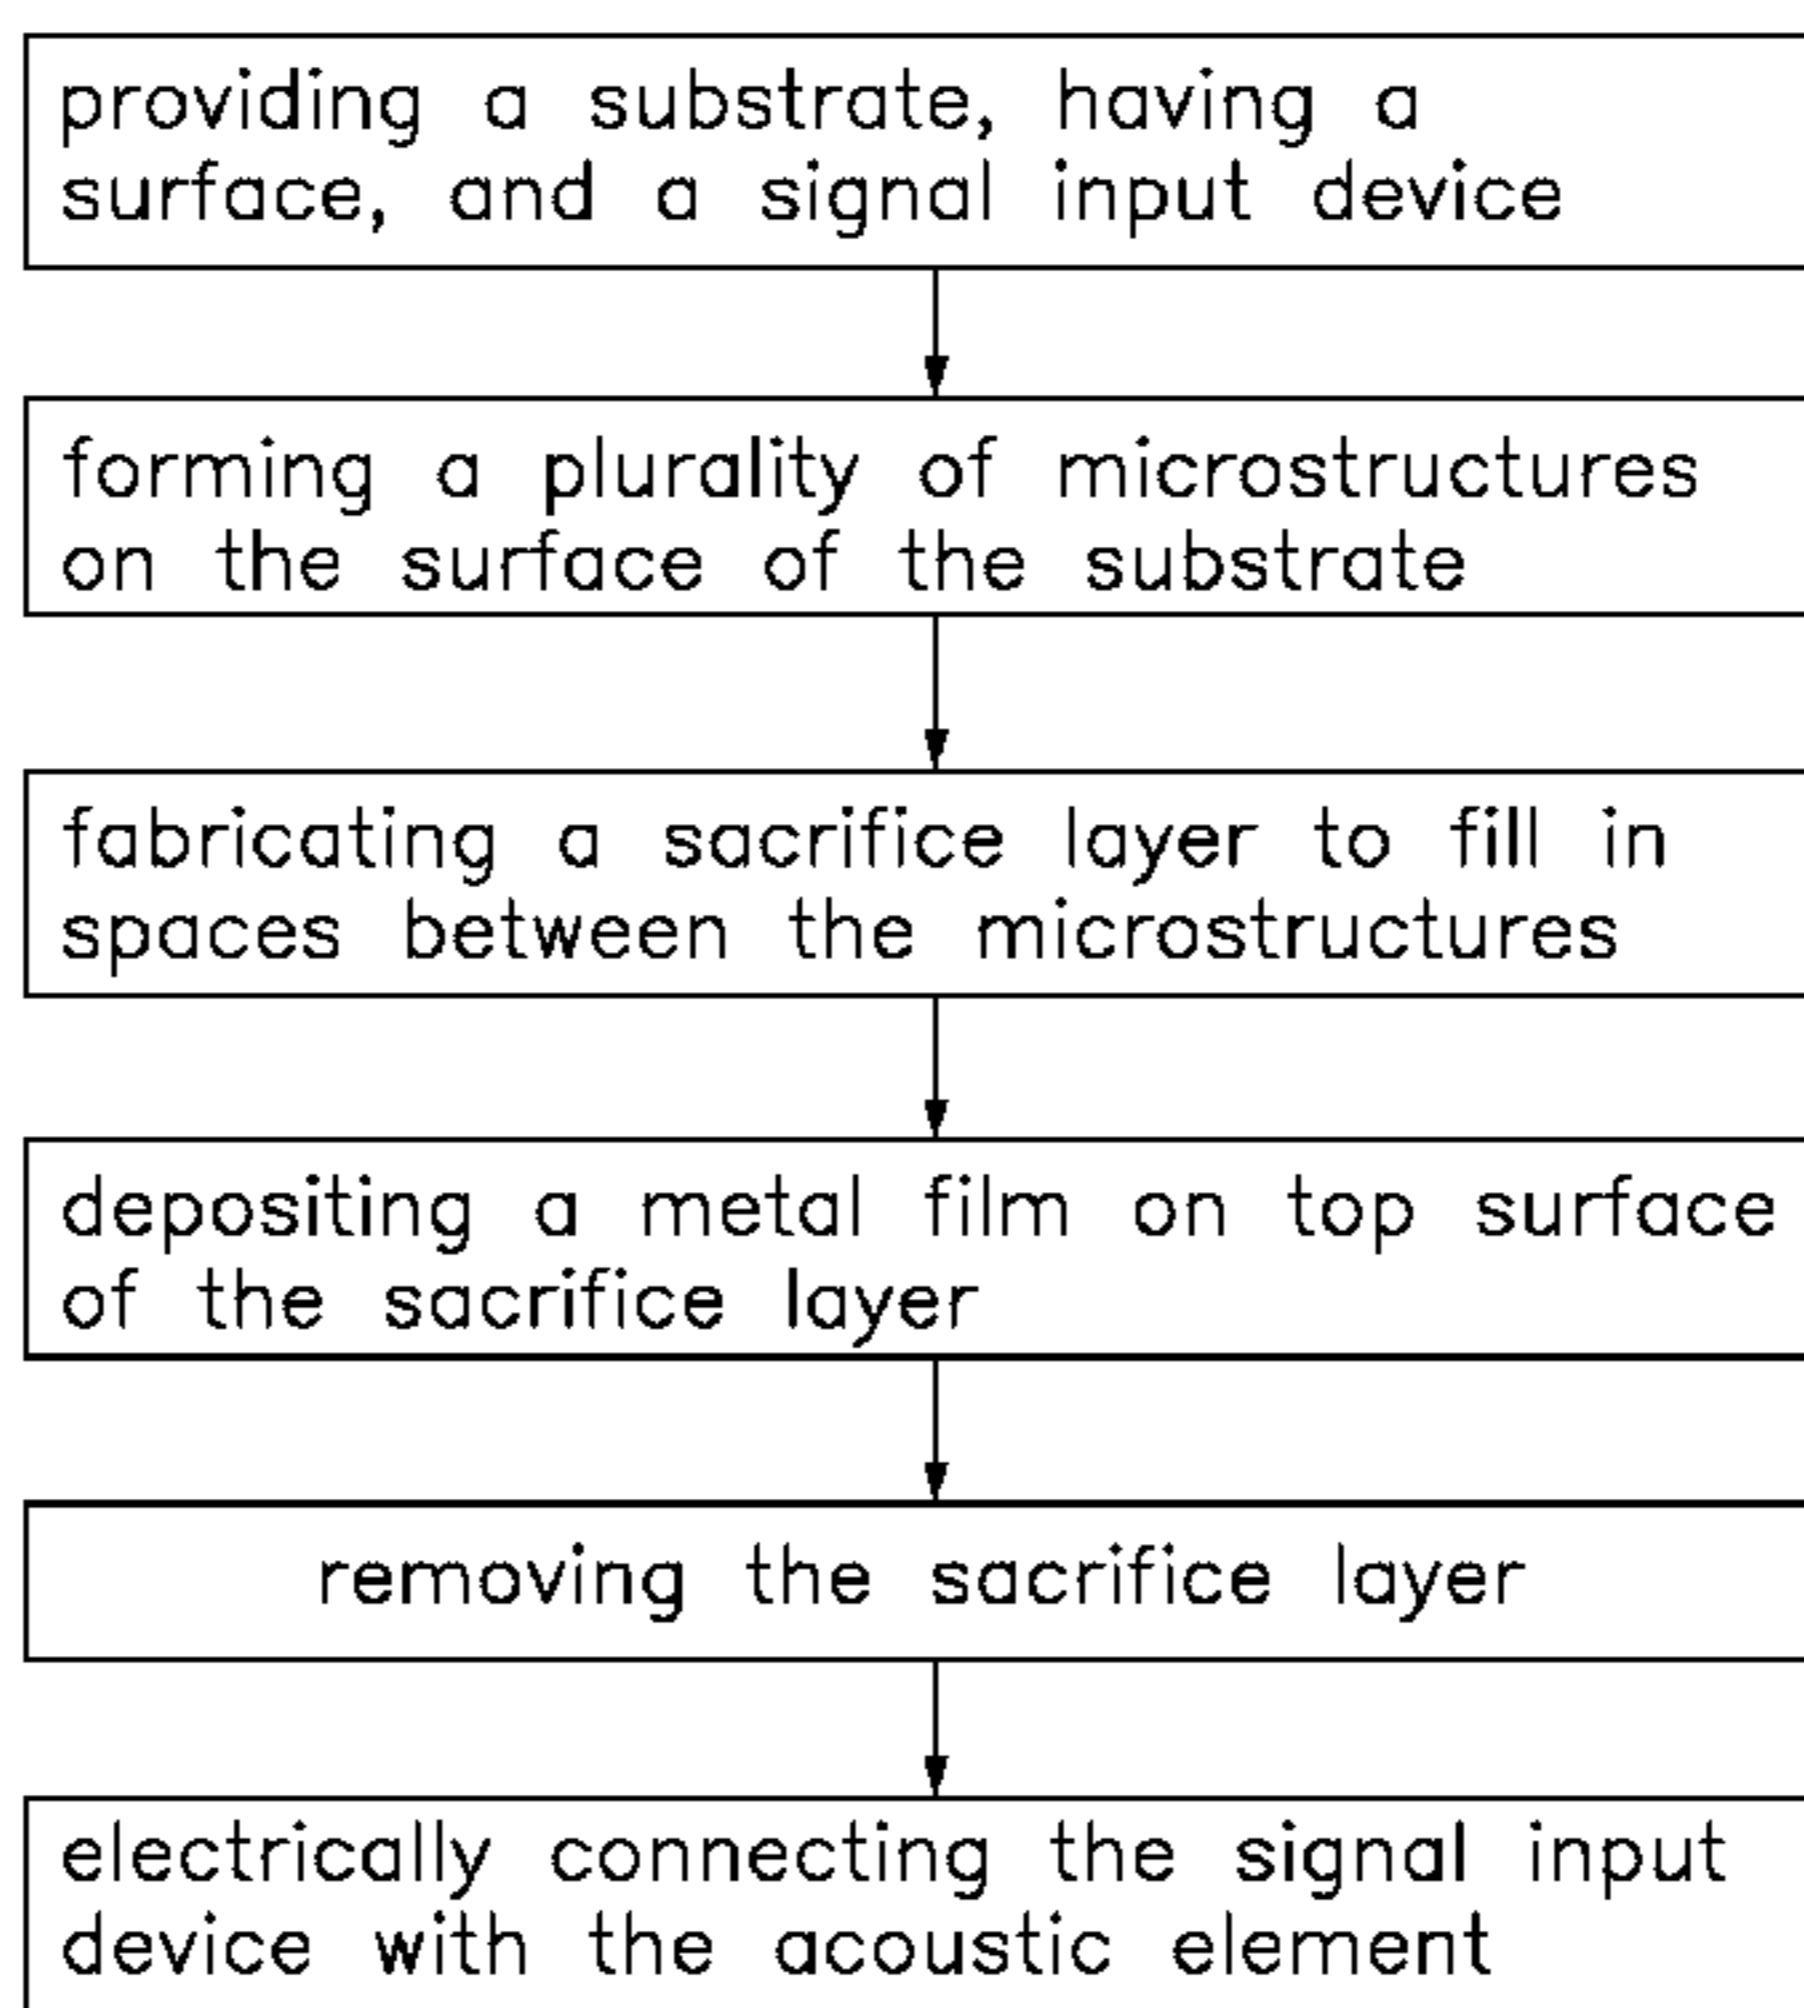 providing a substrate, having a
surface, and a signal input device
forming a plurality of microstructures
on the surface of the substrate
fabricating a sacrifice layer to fill in
spaces between the microstructures
depositing a metal film on top surface
of the sacrifice layer
removing the sacrifice layer
electrically connecting the signal input
device with the acoustic element